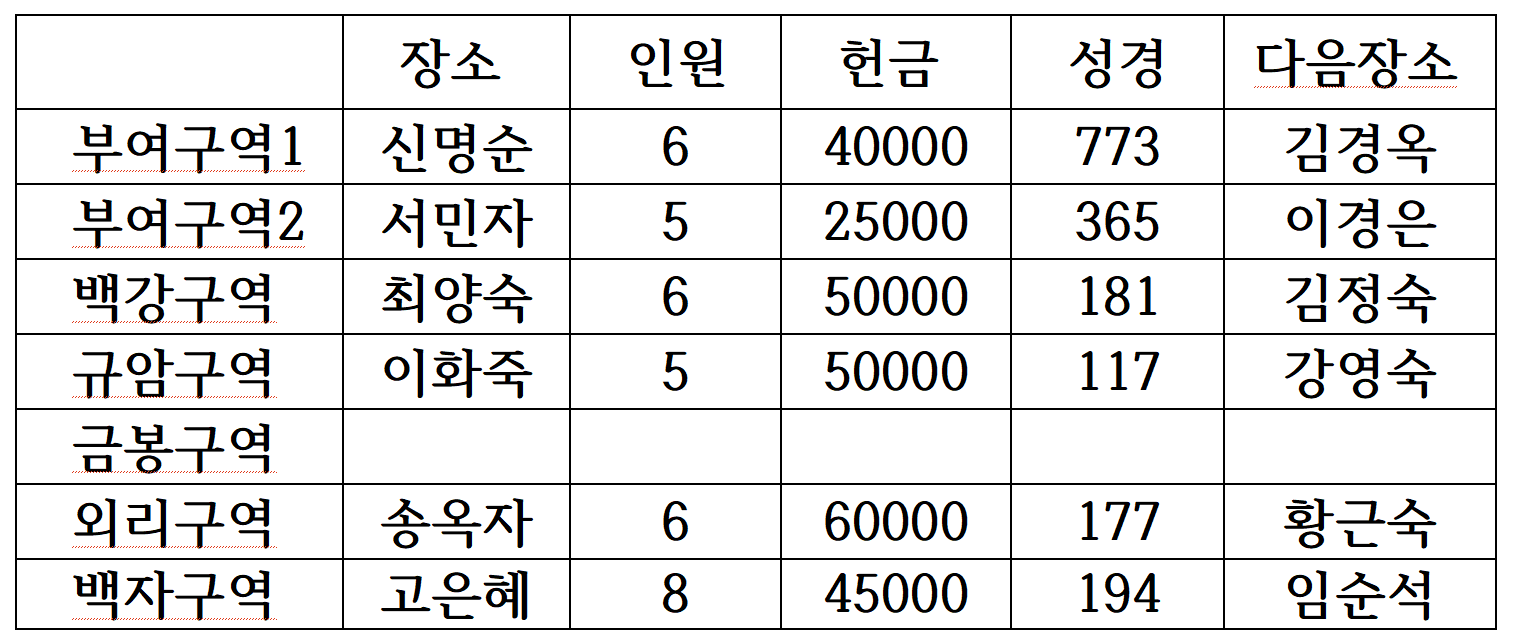 장소 인원 헌금 성경 다음장소
부여구역1 신명순 6 40000 773 김경옥
부여구역2 서민자 5 25000 365 이경은
백강구역 최양숙 6 50000 181 김정숙
규암구역 이화죽 5 50000 117 강영숙
금봉구역
외리구역 송옥자 6 60000 177 황근숙
백자구역 고은혜 8 45000 194 임순석